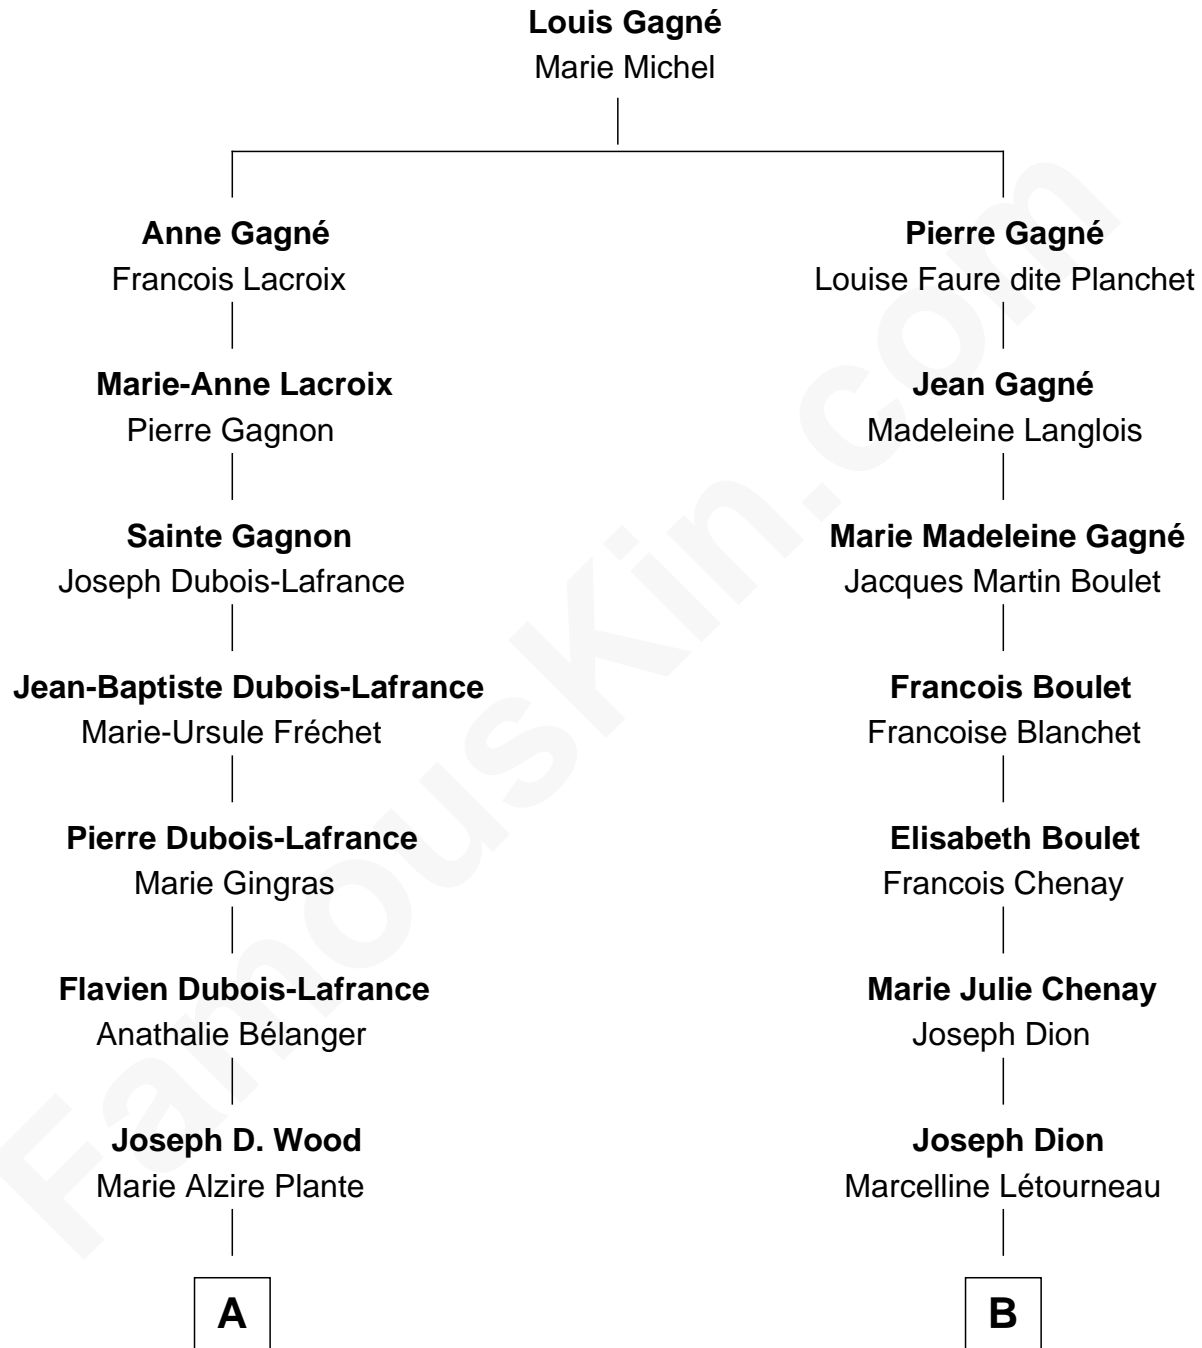 Louis Gagné
Marie Michel
Anne Gagné
Francois Lacroix
Pierre Gagné
Louise Faure dite Planchet
Marie-Anne Lacroix
Pierre Gagnon
Jean Gagné
Madeleine Langlois
Sainte Gagnon
Joseph Dubois-Lafrance
Marie Madeleine Gagné
Jacques Martin Boulet
Jean-Baptiste Dubois-Lafrance
Marie-Ursule Fréchet
Francois Boulet
Francoise Blanchet
Pierre Dubois-Lafrance
Marie Gingras
Elisabeth Boulet
Francois Chenay
Flavien Dubois-Lafrance
Anathalie Bélanger
Marie Julie Chenay
Joseph Dion
Joseph D. Wood
Marie Alzire Plante
Joseph Dion
Marcelline Létourneau
A
B
FamousKin.com